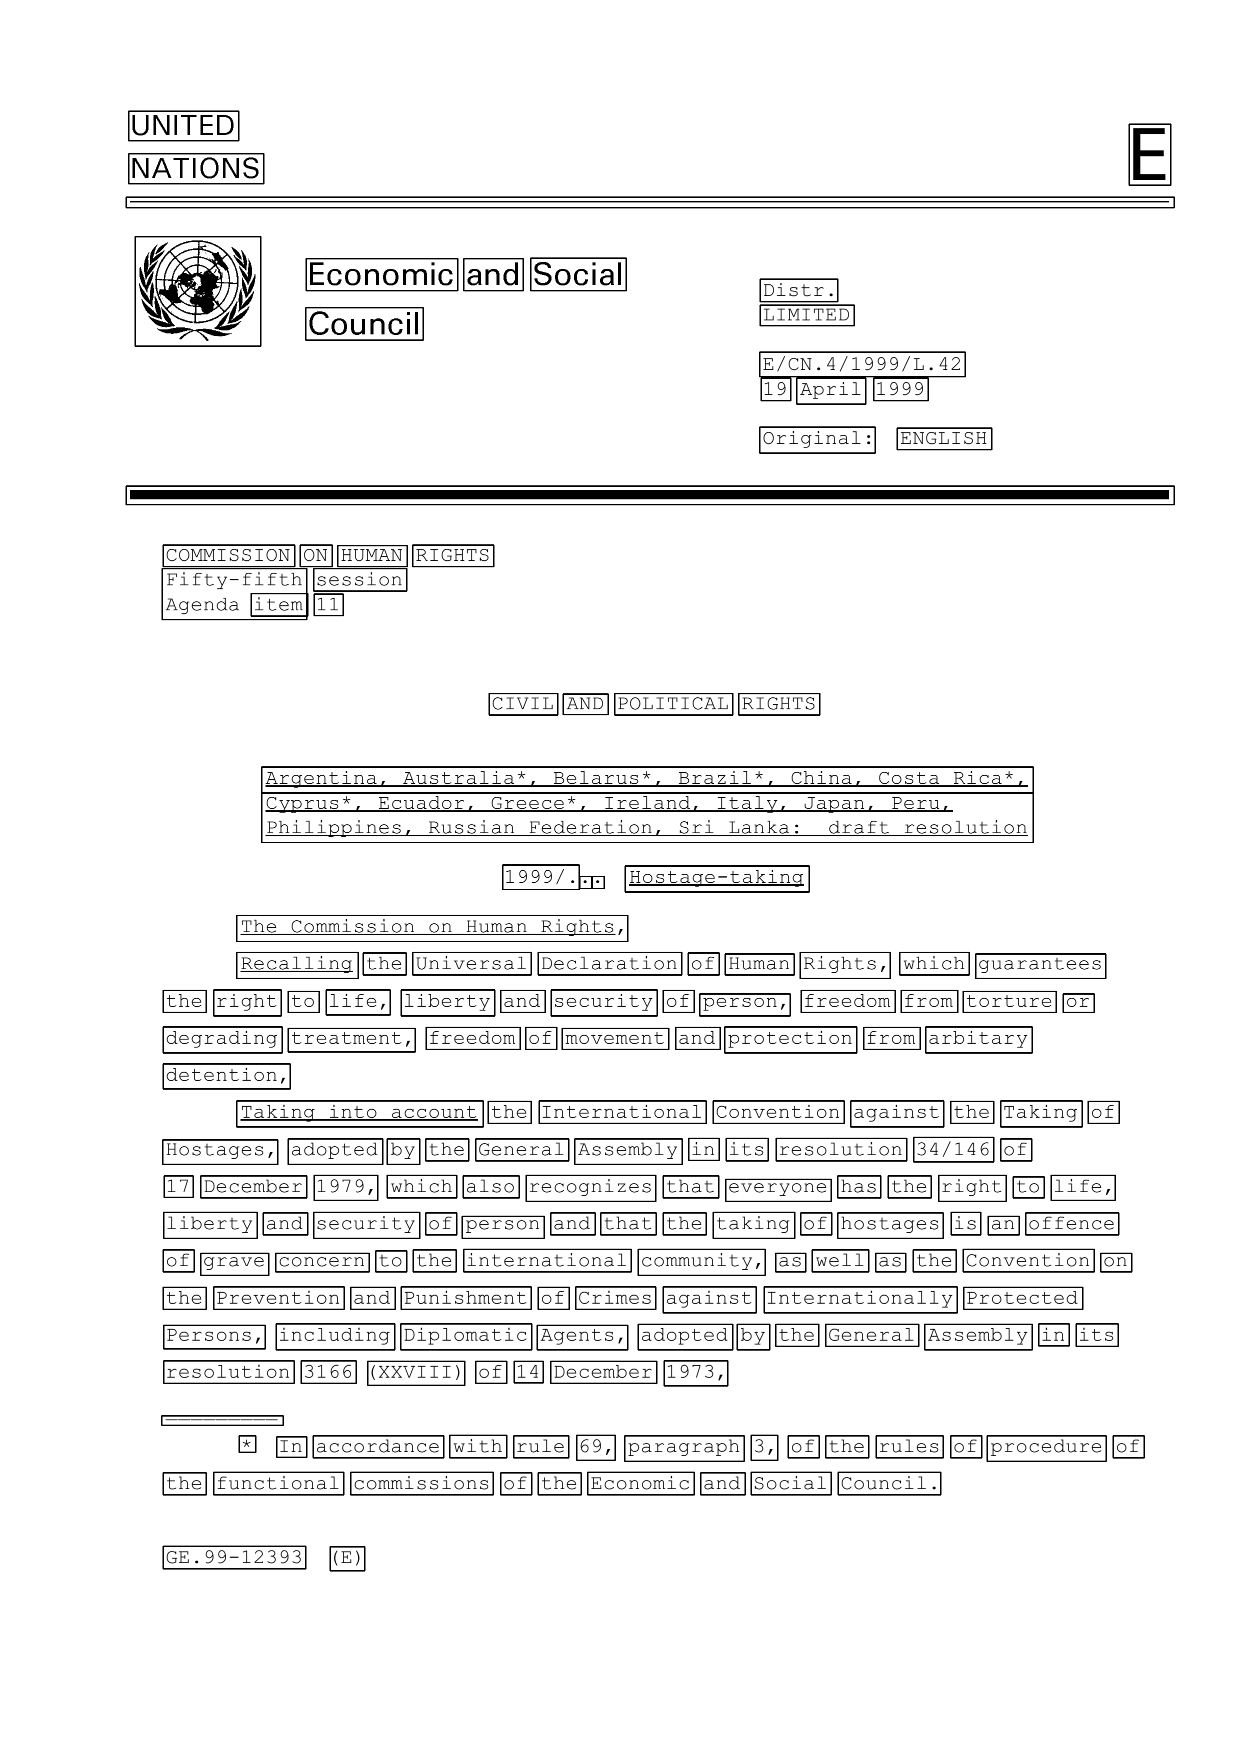 UNITED
NATIONS
E
Economic and Social
Council
Distr.
LIMITED
E/CN.4/1999/L.42
19 April 1999
Original: ENGLISH
COMMISSION ON HUMAN RIGHTS
Fifty-fifth session
Agenda item 11
CIVIL AND POLITICAL RIGHTS
Argentina, Australia*, Belarus*, Brazil*, China, Costa Rica*,
Cyprus*, Ecuador, Greece*, Ireland, Italy, Japan, Peru,
Philippines, Russian Federation, Sri Lanka: draft resolution
1999/... Hostage-taking
The Commission on Human Rights,
Recalling the Universal Declaration of Human Rights, which guarantees
the right to life, liberty and security of person, freedom from torture or
degrading treatment, freedom of movement and protection from arbitary
detention,
Taking into account the International Convention against the Taking of
Hostages, adopted by the General Assembly in its resolution 34/146 of
17 December 1979, which also recognizes that everyone has the right to life,
liberty and security of person and that the taking of hostages is an offence
of grave concern to the international community, as well as the Convention on
the Prevention and Punishment of Crimes against Internationally Protected
Persons, including Diplomatic Agents, adopted by the General Assembly in its
resolution 3166 (XXVIII) of 14 December 1973,
* In accordance with rule 69, paragraph 3, of the rules of procedure of
the functional commissions of the Economic and Social Council.
GE.99-12393 (E)